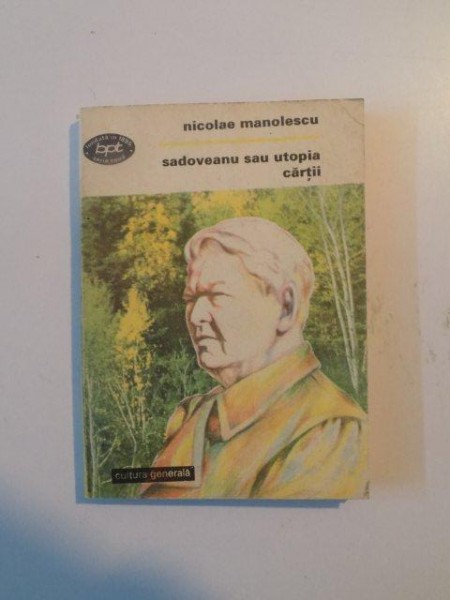 nicolae manolescu
bpt
sadoveanu sau utopia
cărții
cultura generală